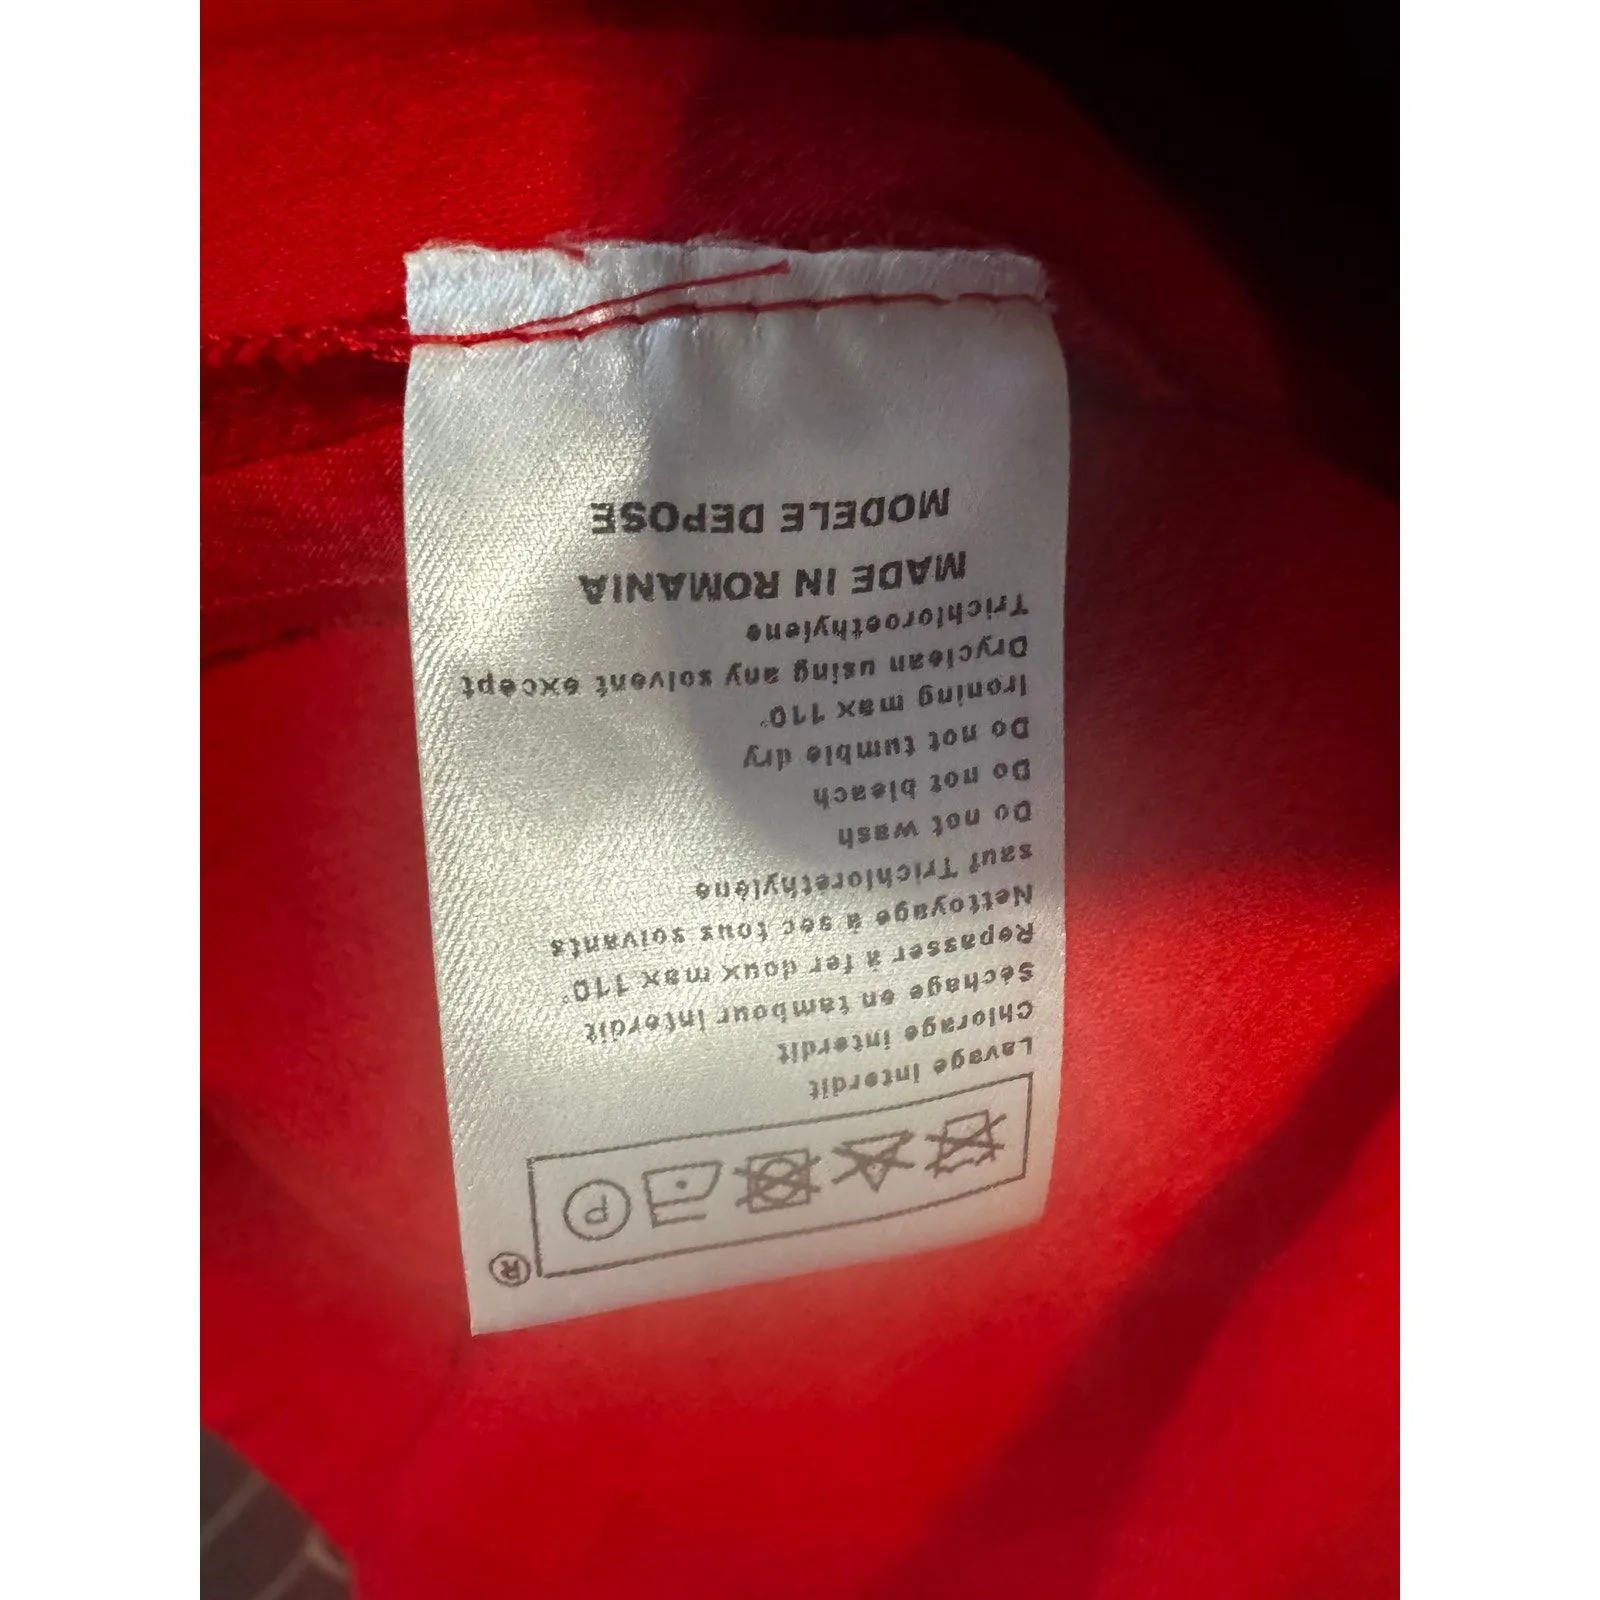 ®
P
Lavage interdit
Chlorage interdit
Séchage en tambour interdit
Repasser à fer doux max 110°
Nettoyage à sec tous solvants
sauf Trichloréthylène
Do not wash
Do not bleach
Do not tumble dry
Ironing max 110°
Dryclean using any solvent except
Trichloroethylene
MADE IN ROMANIA
MODELE DEPOSE